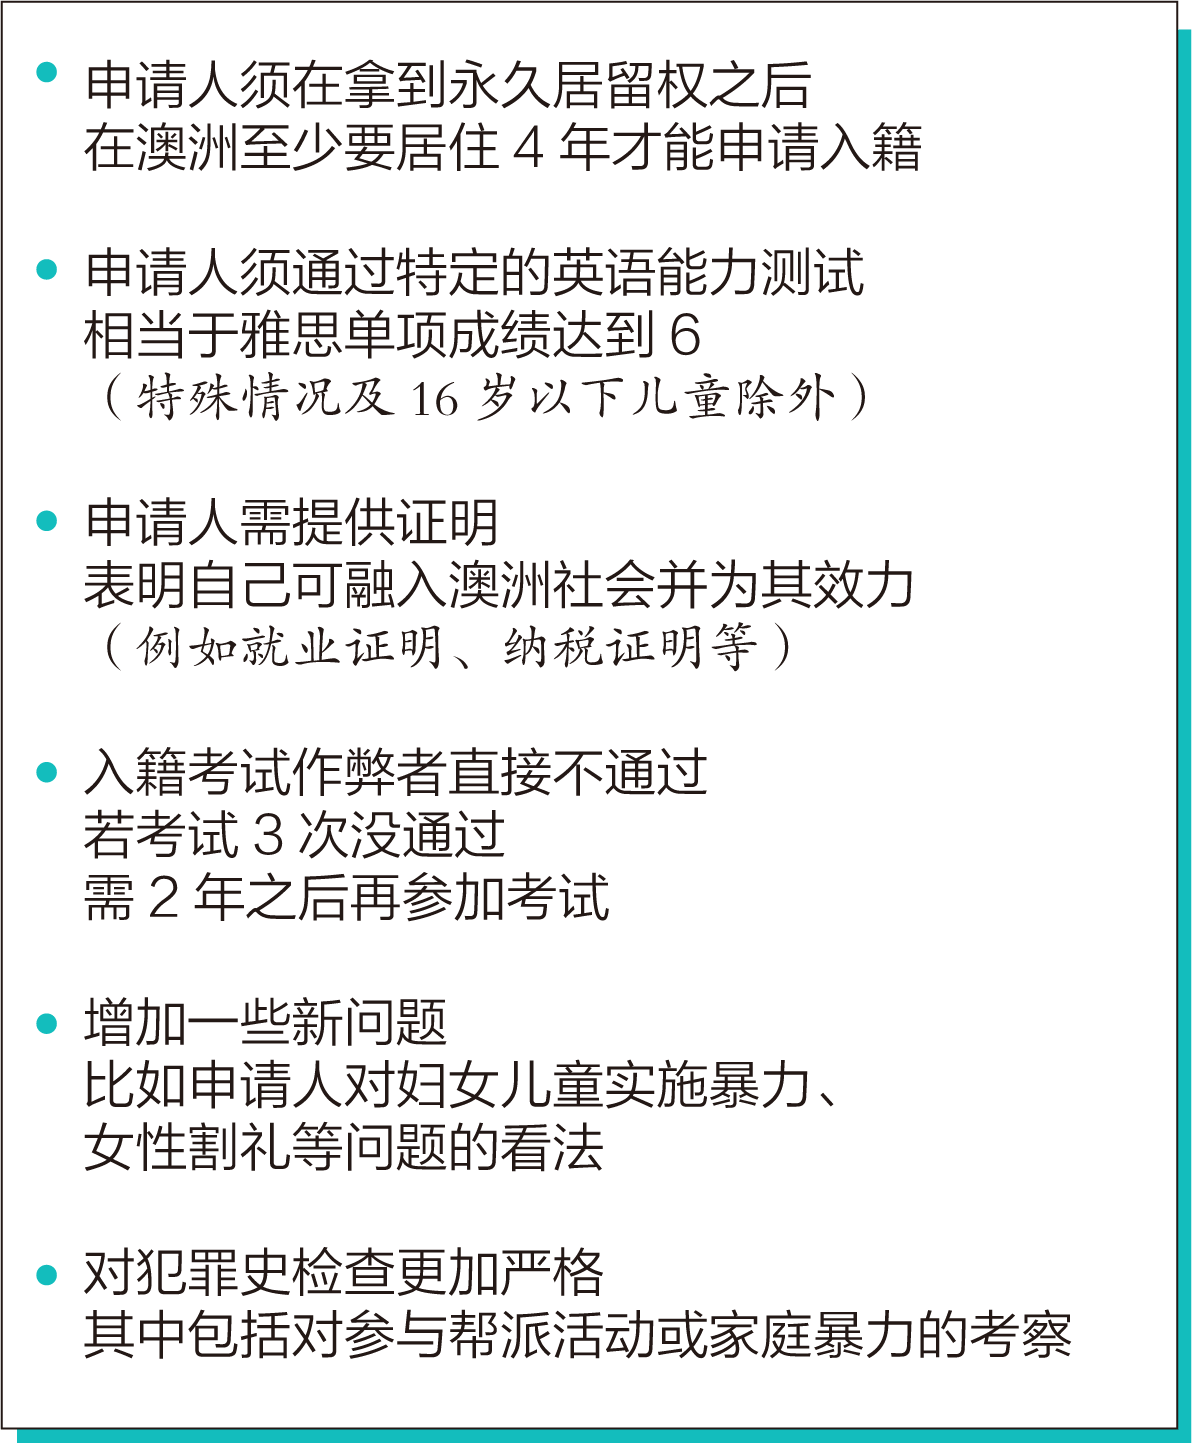 申请人须在拿到永久居留权之后
在澳洲至少要居住 4 年才能申请入籍
申请人须通过特定的英语能力测试
相当于雅思单项成绩达到 6
（特殊情况及 16 岁以下儿童除外）
申请人需提供证明
表明自己可融入澳洲社会并为其效力
（例如就业证明、纳税证明等）
入籍考试作弊者直接不通过
若考试 3 次没通过
需 2 年之后再参加考试
增加一些新问题
比如申请人对妇女儿童实施暴力、
女性割礼等问题的看法
对犯罪史检查更加严格
其中包括对参与帮派活动或家庭暴力的考察